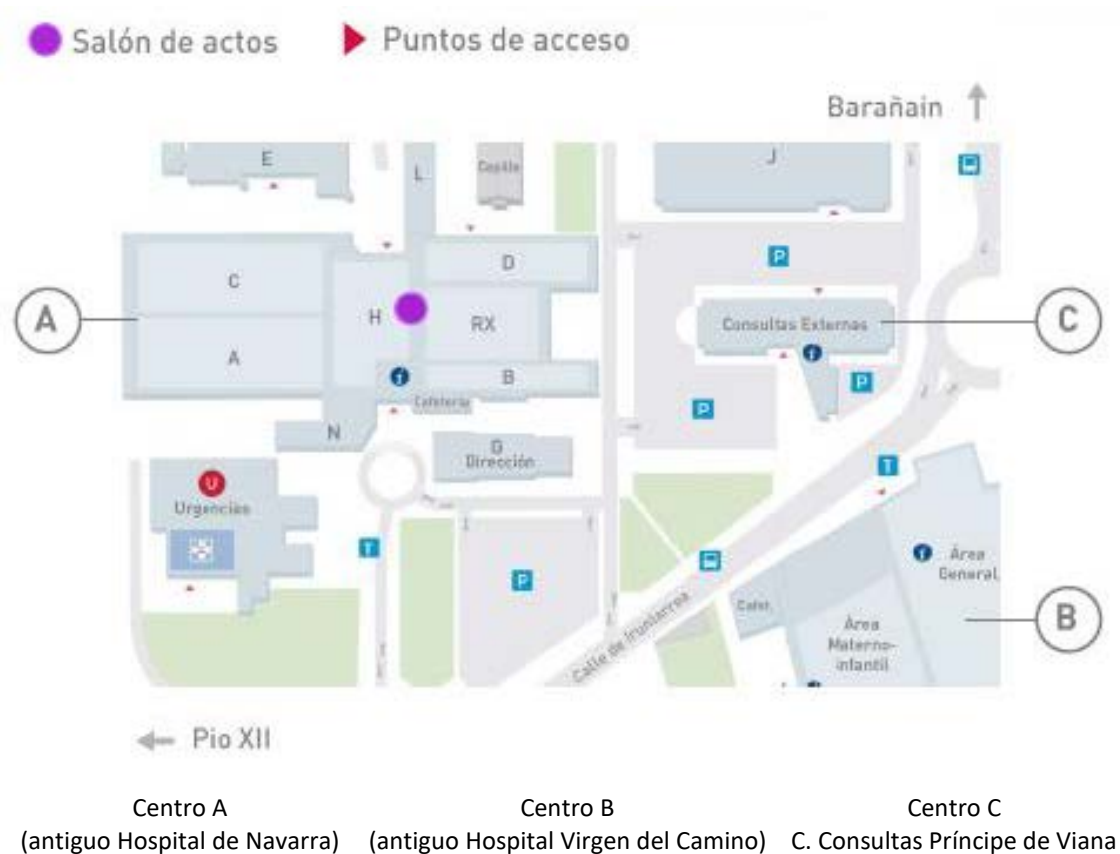 Salón de actos
Puntos de acceso
Barañain
E
L
Capilla
J
C
D
P
A
H
RX
Consultas Externas
C
i
A
i
B
P
Cafetería
P
N
G
Dirección
T
U
Urgencias
i
Área
General
T
P
Calle de Irunlarrea
Cafet.
Área
Materno-
infantil
B
Pio XII
Centro A
(antiguo Hospital de Navarra)
Centro B
(antiguo Hospital Virgen del Camino)
Centro C
C. Consultas Príncipe de Viana